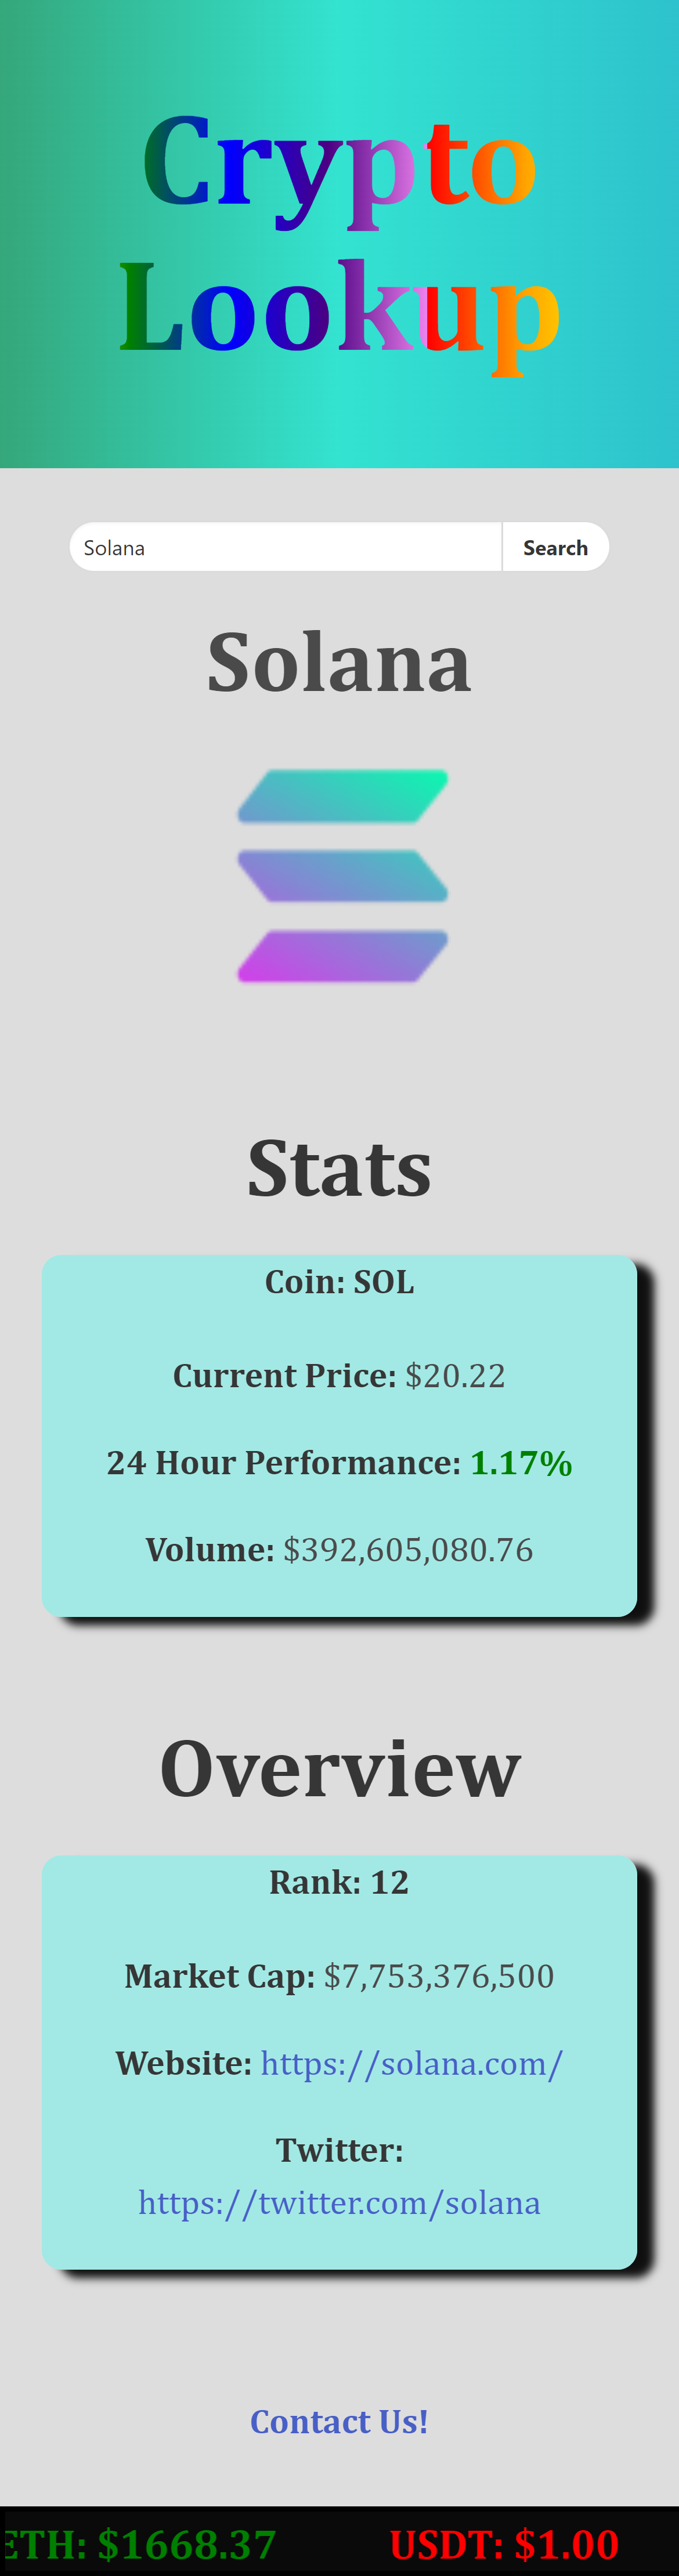 Crypto
Lookup
Solana
Search
Solana
Stats
Coin: SOL
Current Price: $20.22
24 Hour Performance: 1.17%
Volume: $392,605,080.76
Overview
Rank: 12
Market Cap: $7,753,376,500
Website: https://solana.com/
Twitter:
https://twitter.com/solana
Contact Us!
ETH: $1668.37 USDT: $1.00